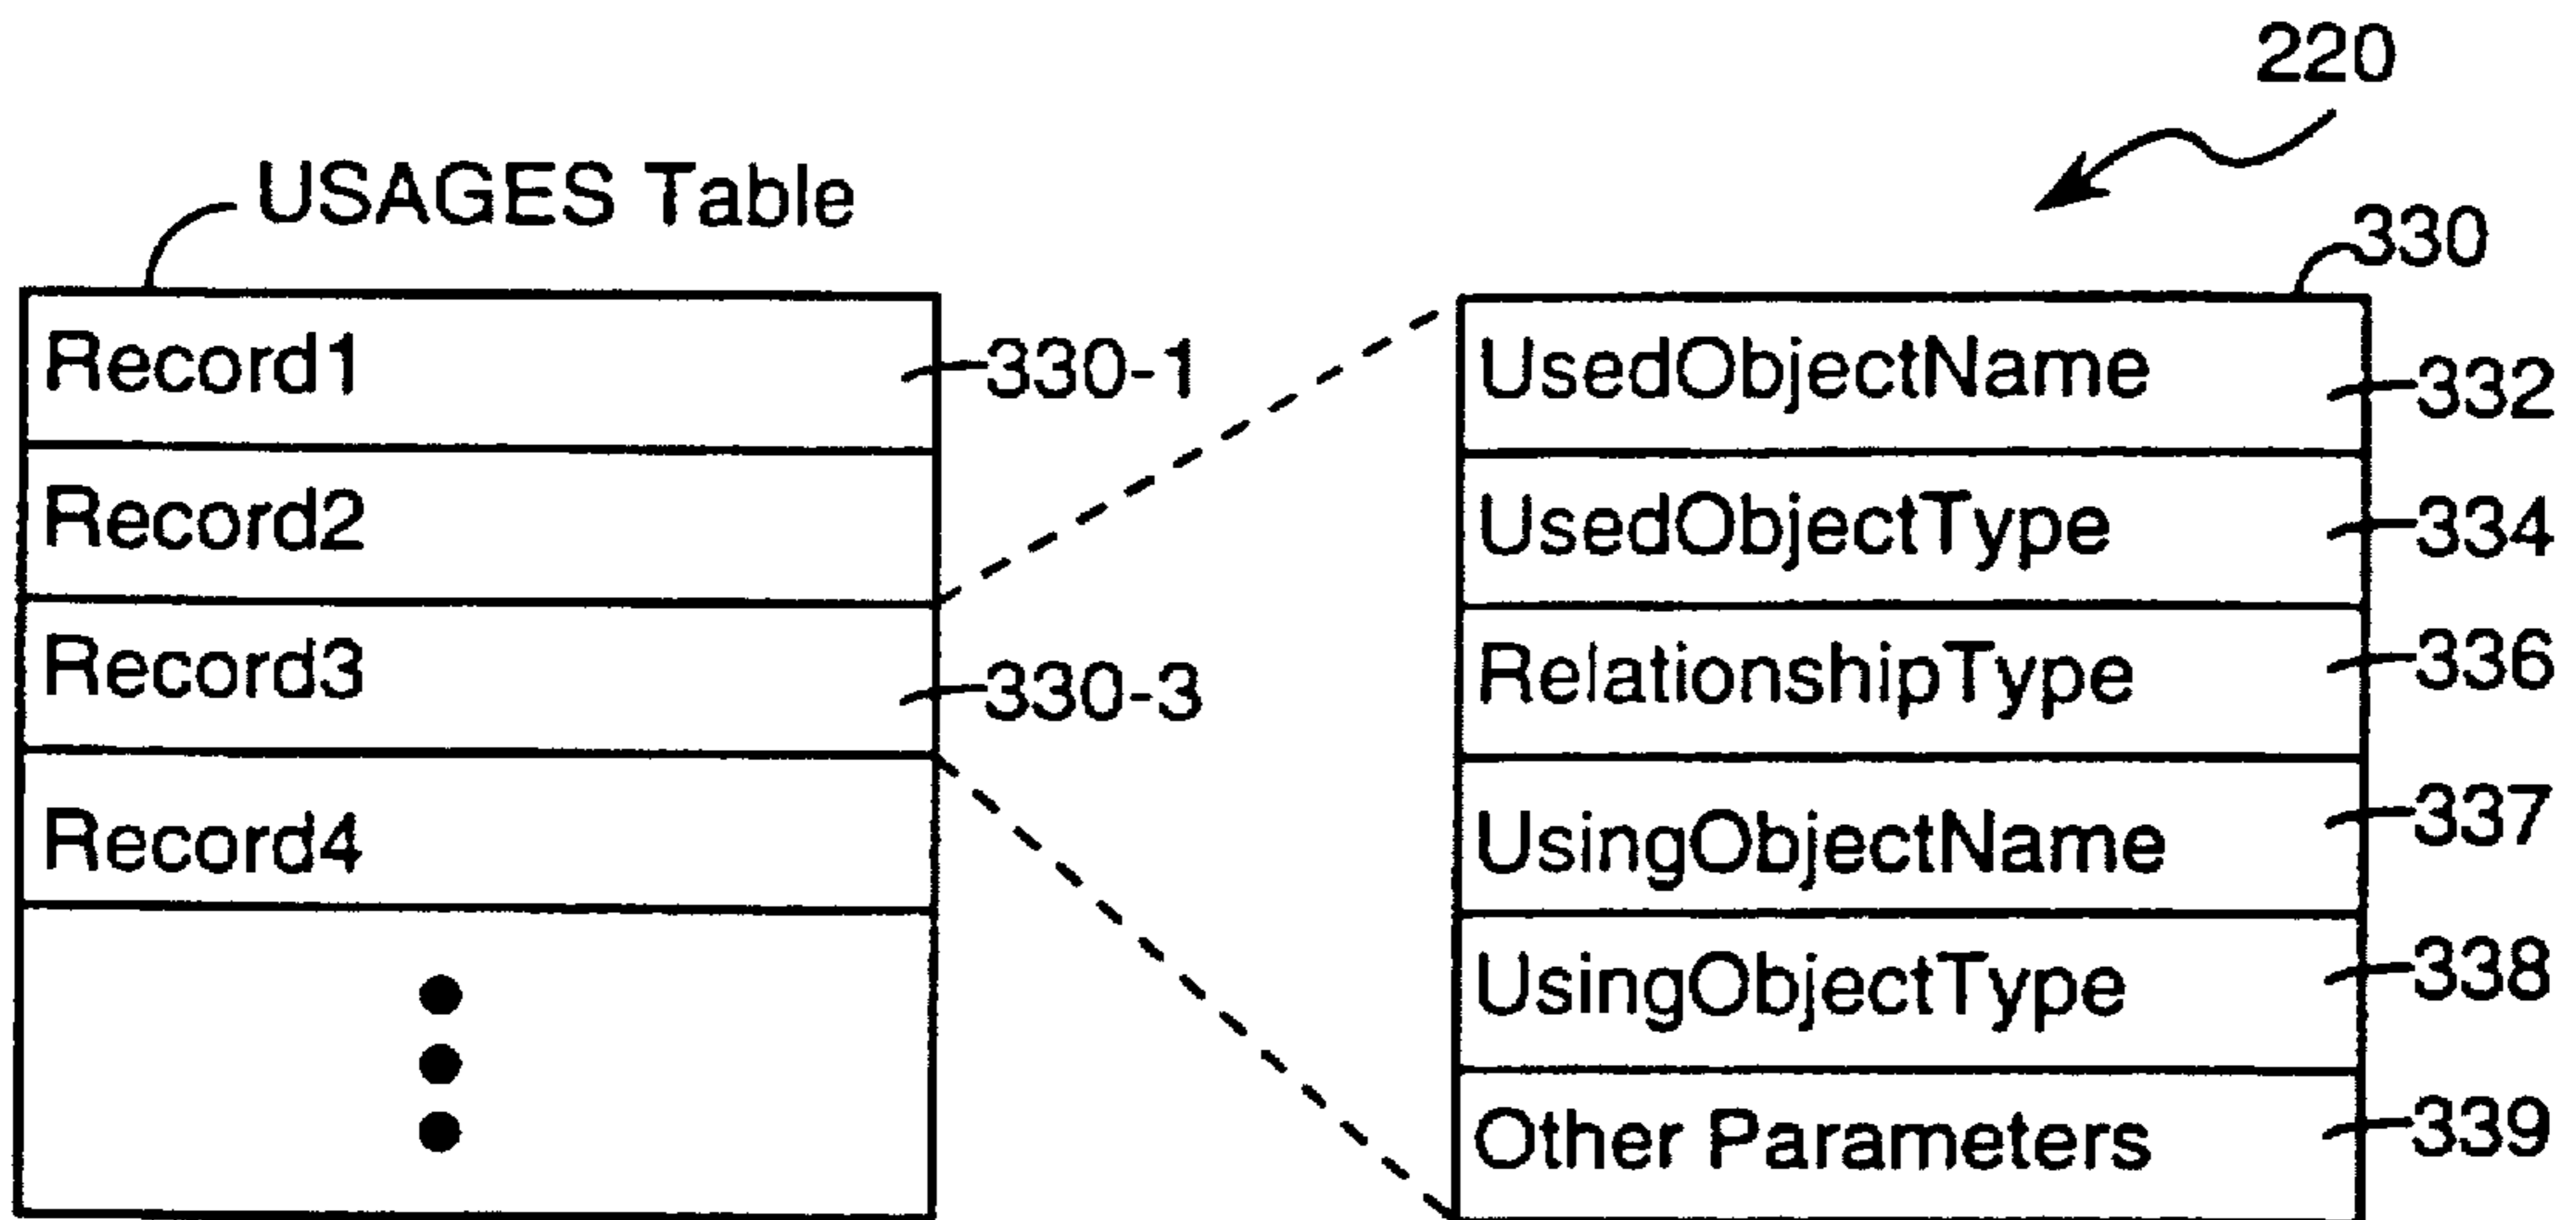 220
USAGES Table
330
Record1
330-1
Record2
Record3
330-3
Record4
UsedObjectName
332
UsedObjectType
334
RelationshipType
336
UsingObjectName
337
UsingObjectType
338
Other Parameters
339